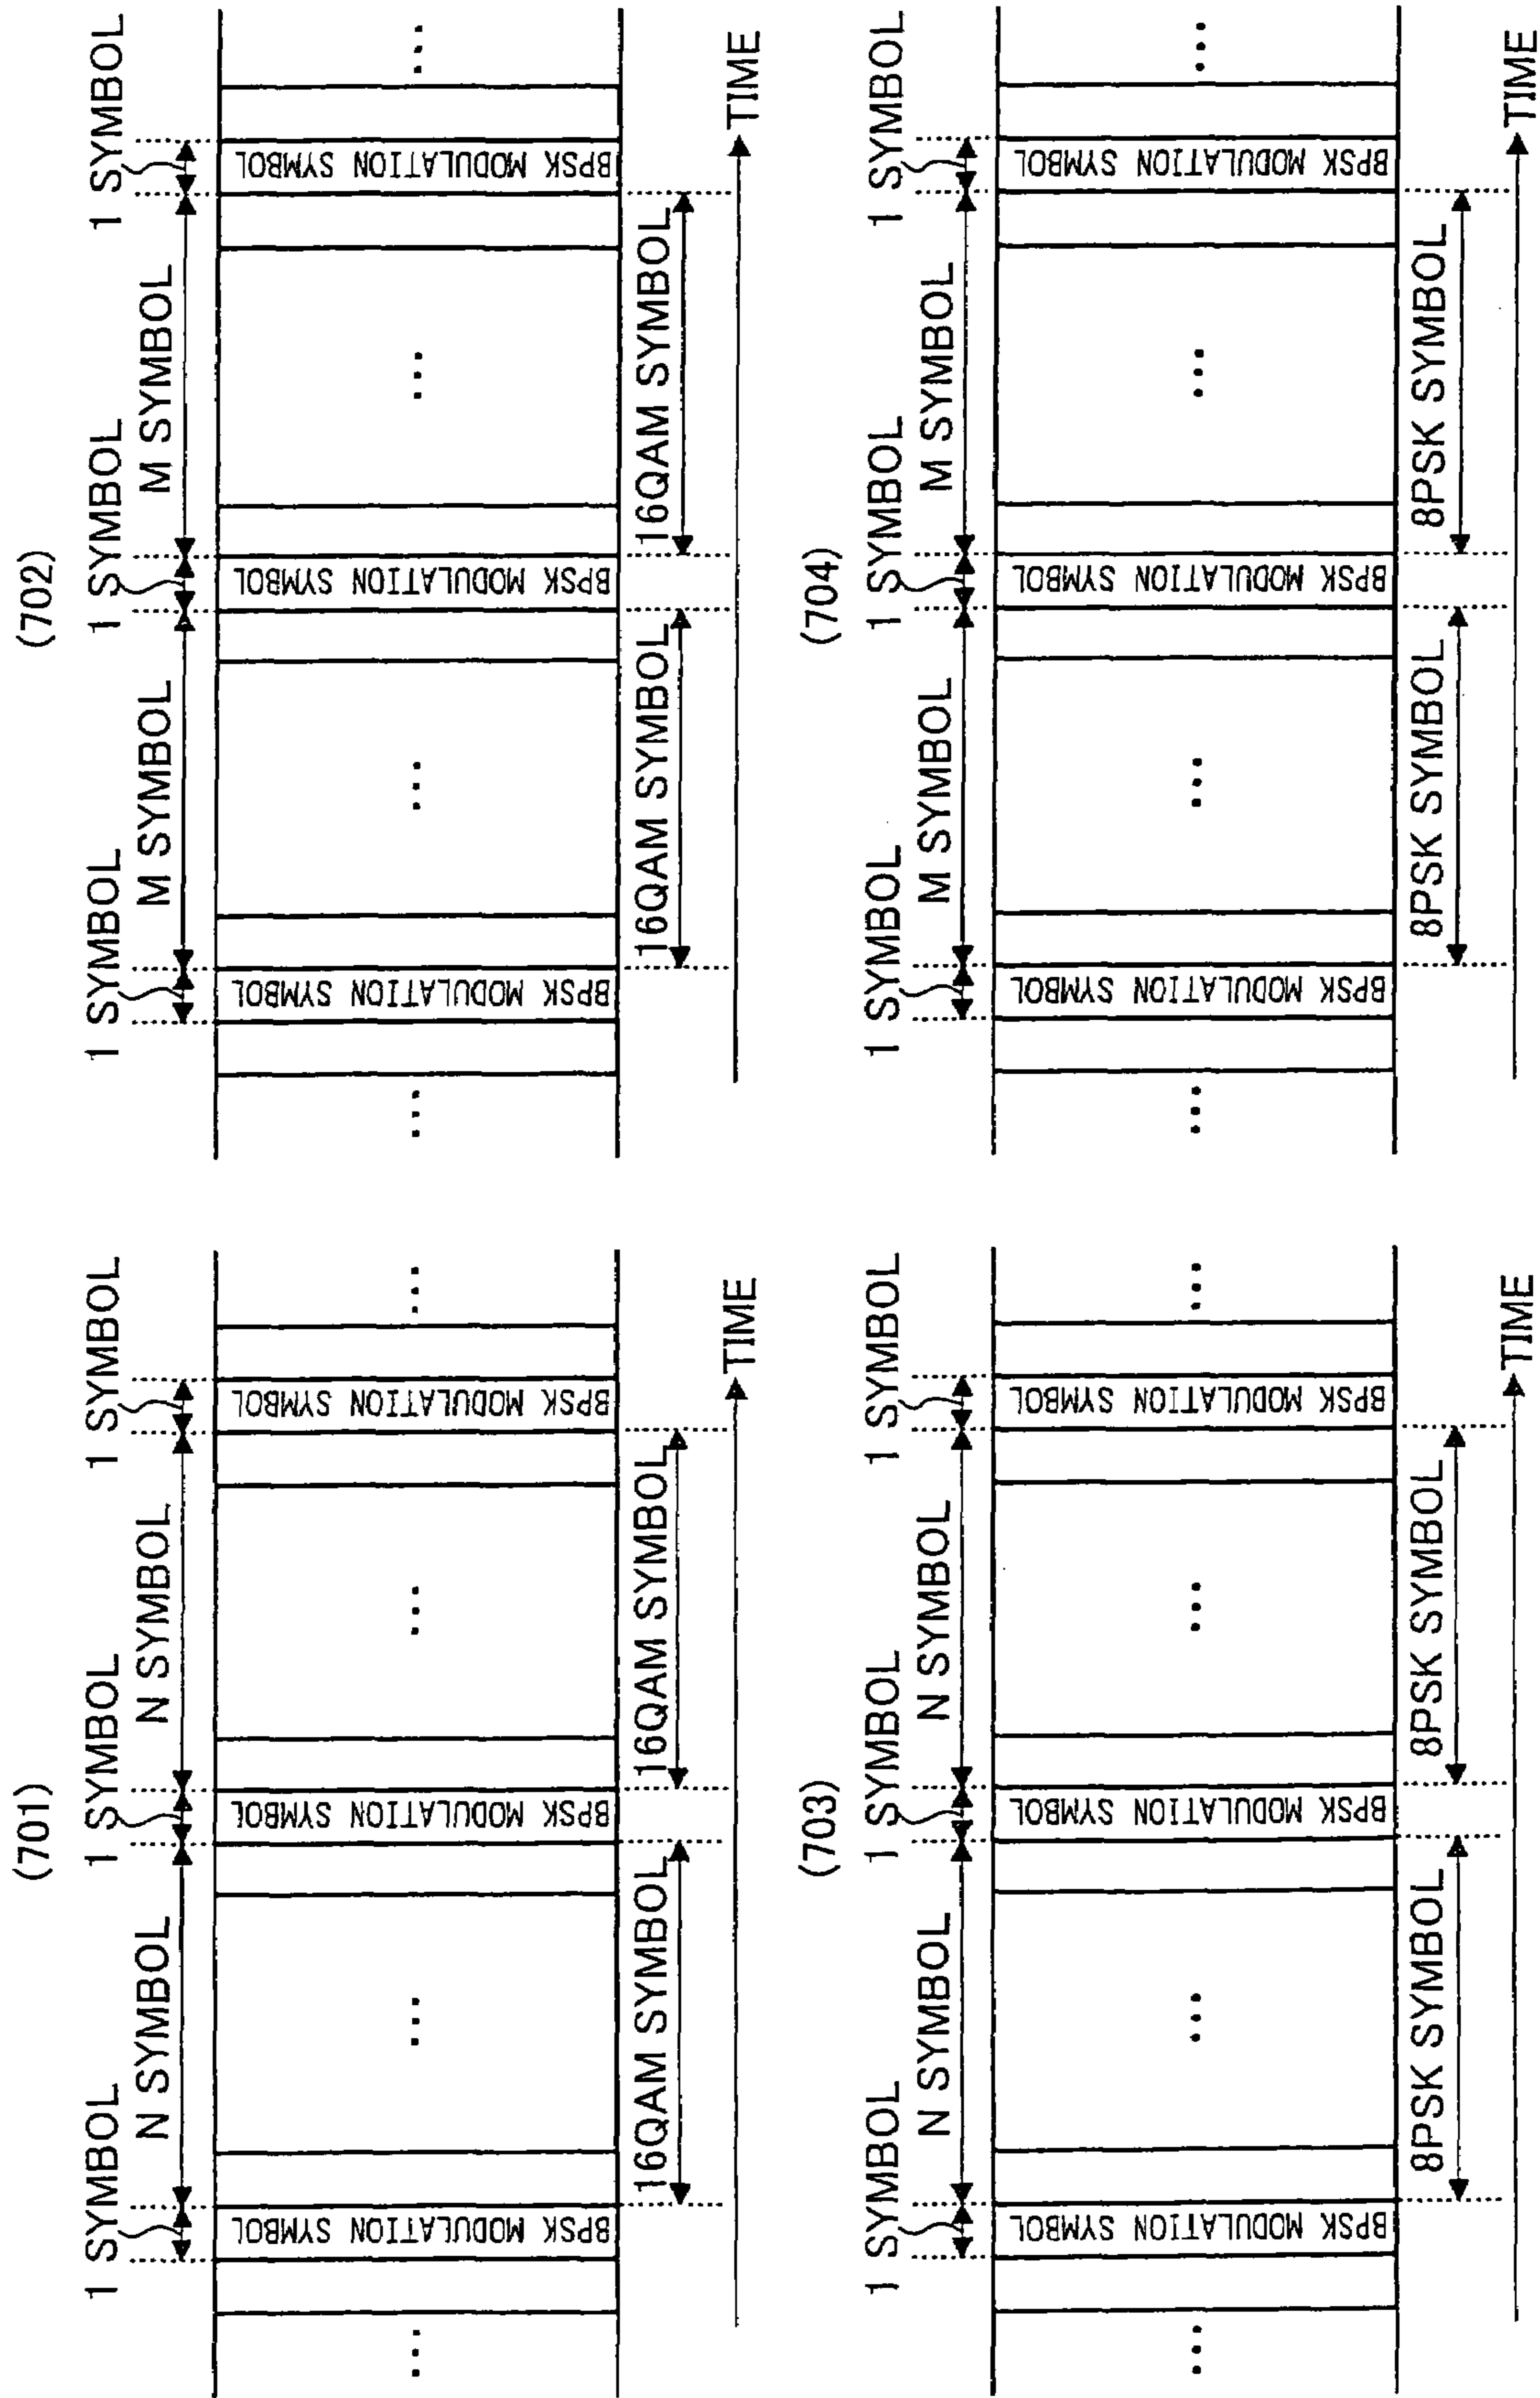 (701)
1 SYMBOL 1 SYMBOL 1 SYMBOL
N SYMBOL N SYMBOL
BPSK MODULATION SYMBOL
BPSK MODULATION SYMBOL
BPSK MODULATION SYMBOL
16QAM SYMBOL 16QAM SYMBOL
TIME
(702)
1 SYMBOL 1 SYMBOL 1 SYMBOL
M SYMBOL M SYMBOL
BPSK MODULATION SYMBOL
BPSK MODULATION SYMBOL
BPSK MODULATION SYMBOL
16QAM SYMBOL 16QAM SYMBOL
TIME
(703)
1 SYMBOL 1 SYMBOL 1 SYMBOL
N SYMBOL N SYMBOL
BPSK MODULATION SYMBOL
BPSK MODULATION SYMBOL
BPSK MODULATION SYMBOL
8PSK SYMBOL 8PSK SYMBOL
TIME
(704)
1 SYMBOL 1 SYMBOL 1 SYMBOL
M SYMBOL M SYMBOL
BPSK MODULATION SYMBOL
BPSK MODULATION SYMBOL
BPSK MODULATION SYMBOL
8PSK SYMBOL 8PSK SYMBOL
TIME